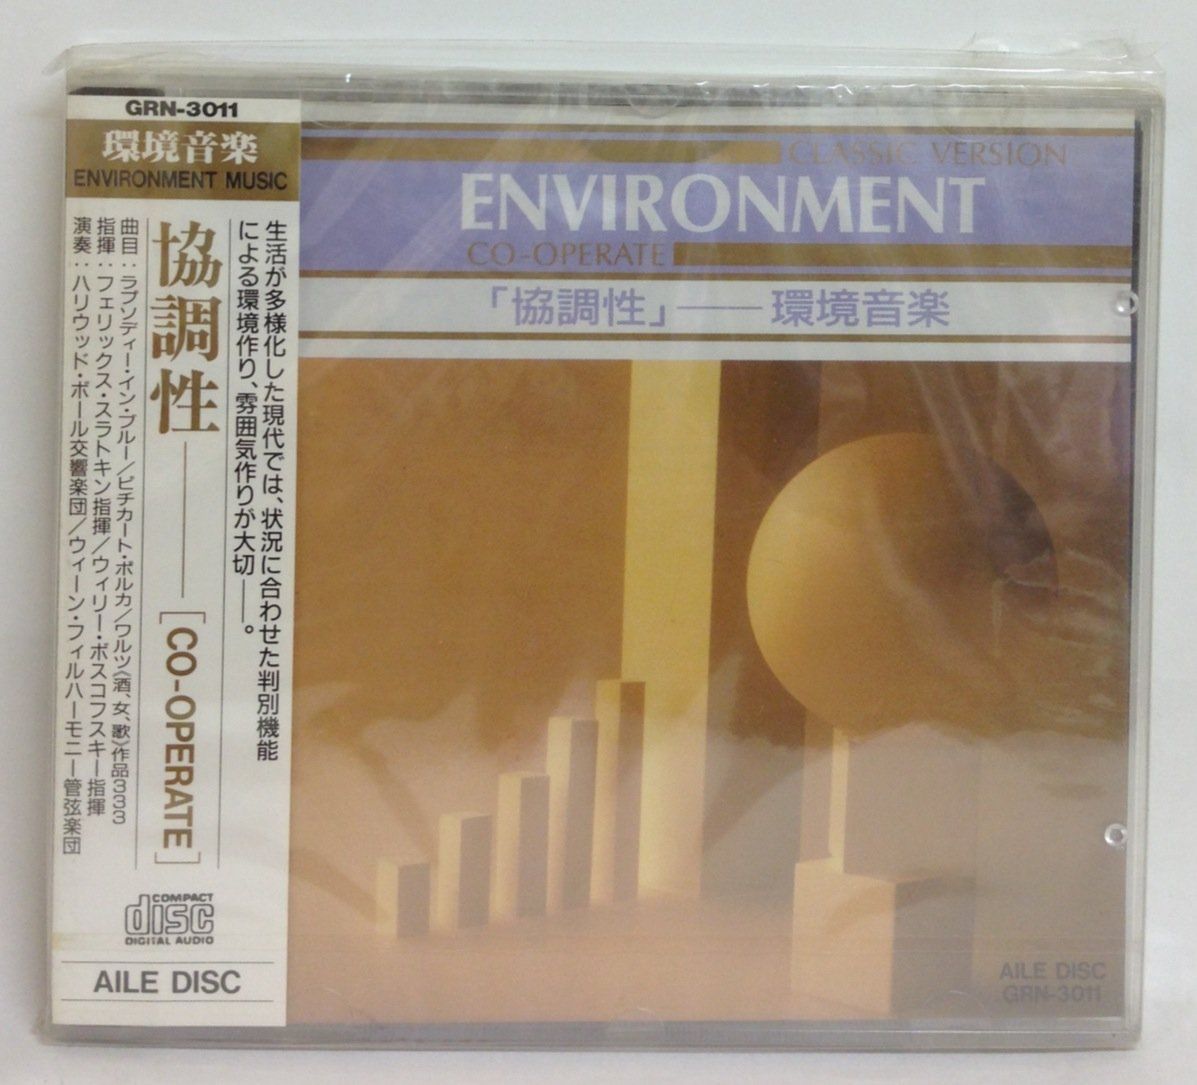 GRN-3011
環境音楽
ENVIRONMENT MUSIC
生活が多様化した現代では、状況に合わせた判別機能
による環境作り、雰囲気作りが大切——。
協調性——[CO-OPERATE]
曲目：ラプソディー・イン・ブルー/ピチカート・ポルカ/ワルツ《酒、女、歌》作品333
指揮：フェリックス・スラトキン指揮/ウィリー・ボスコフスキー指揮
演奏：ハリウッド・ボール交響楽団/ウィーン・フィルハーモニー管弦楽団
COMPACT
disc
DIGITAL AUDIO
AILE DISC
CLASSIC VERSION
ENVIRONMENT
CO-OPERATE
「協調性」——環境音楽
AILE DISC
GRN-3011